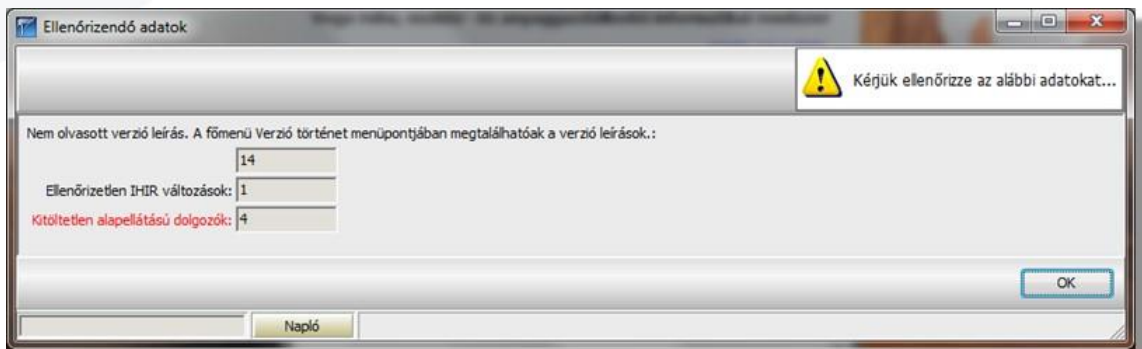 Ellenőrizendő adatok
Kérjük ellenőrizze az alábbi adatokat...
Nem olvasott verzió leírás. A főmenü Verzió történet menüpontjában megtalálhatóak a verzió leírások.:
14
Ellenőrizetlen IHIR változások: 1
Kitöltetlen alapellátású dolgozók: 4
OK
Napló